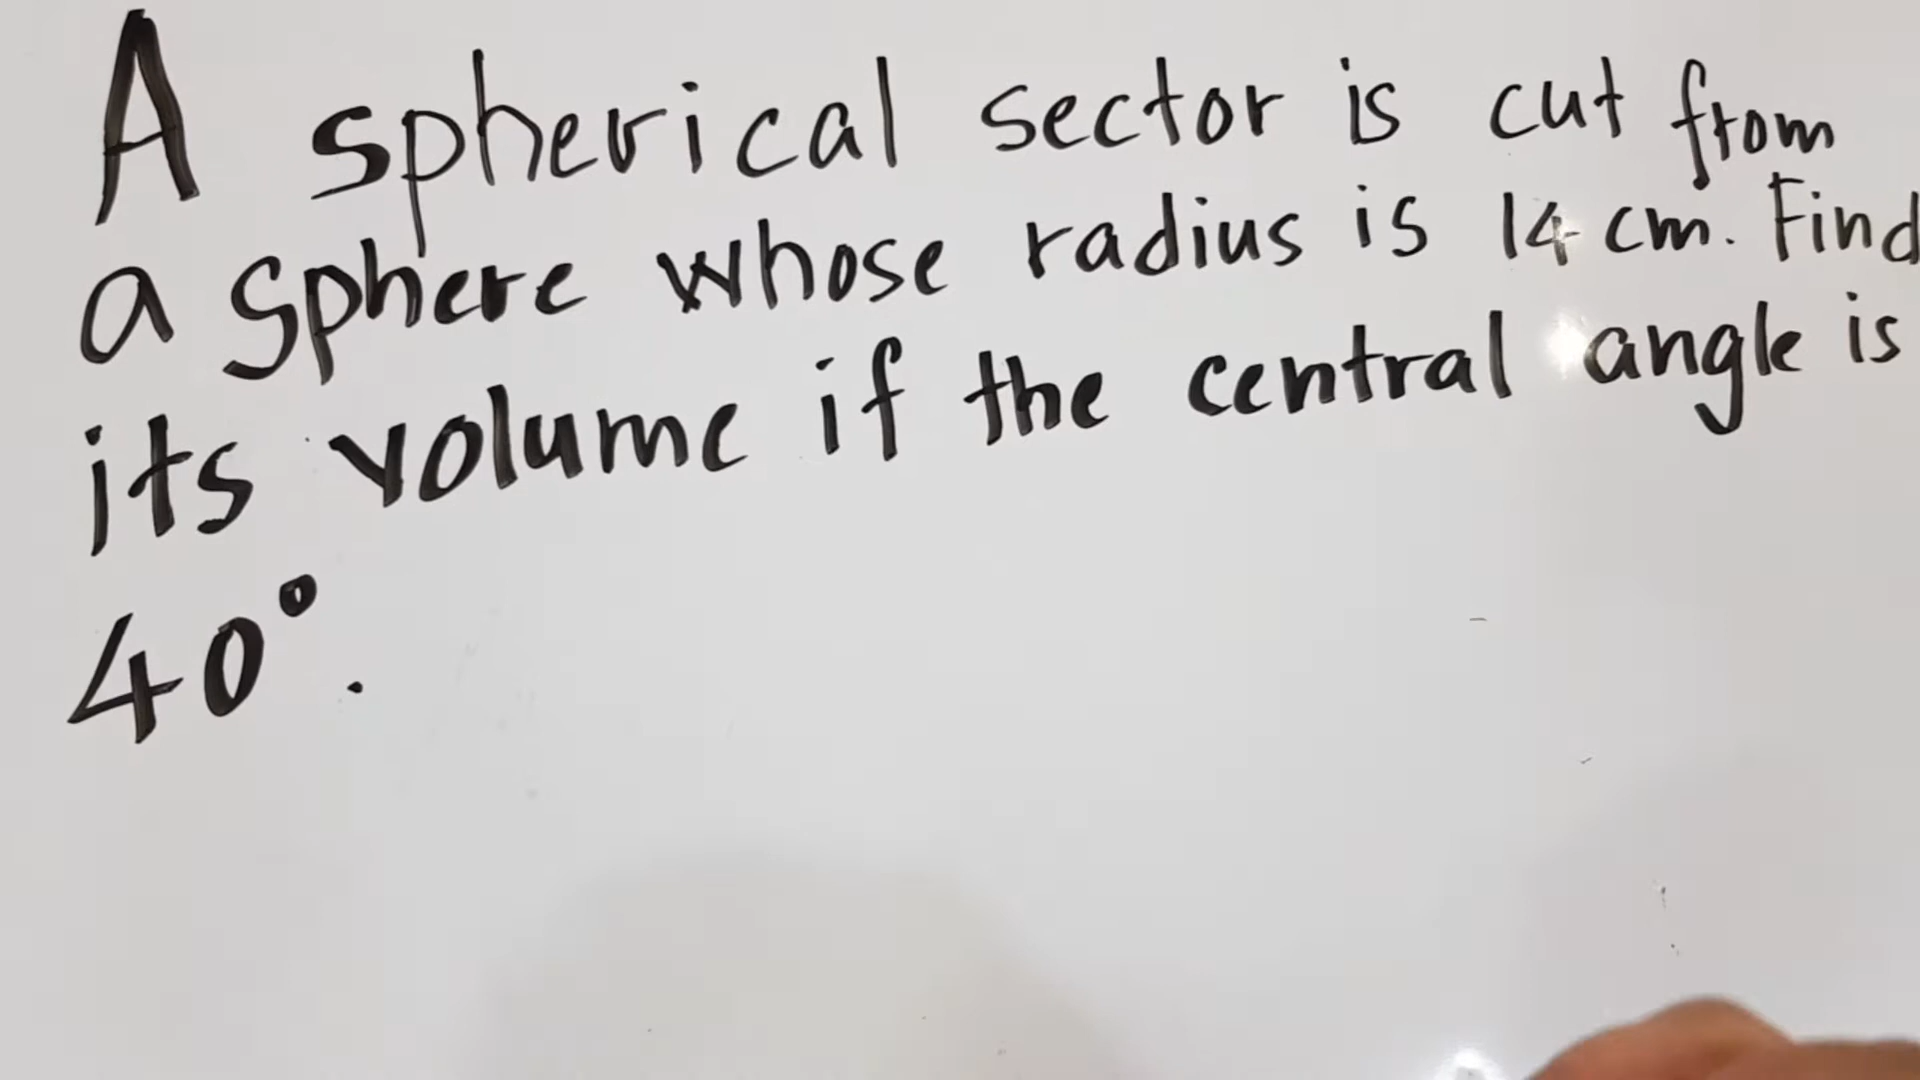 A spherical sector is cut from
a sphere whose radius is 14 cm. Find
its volume if the central angle is
40°.